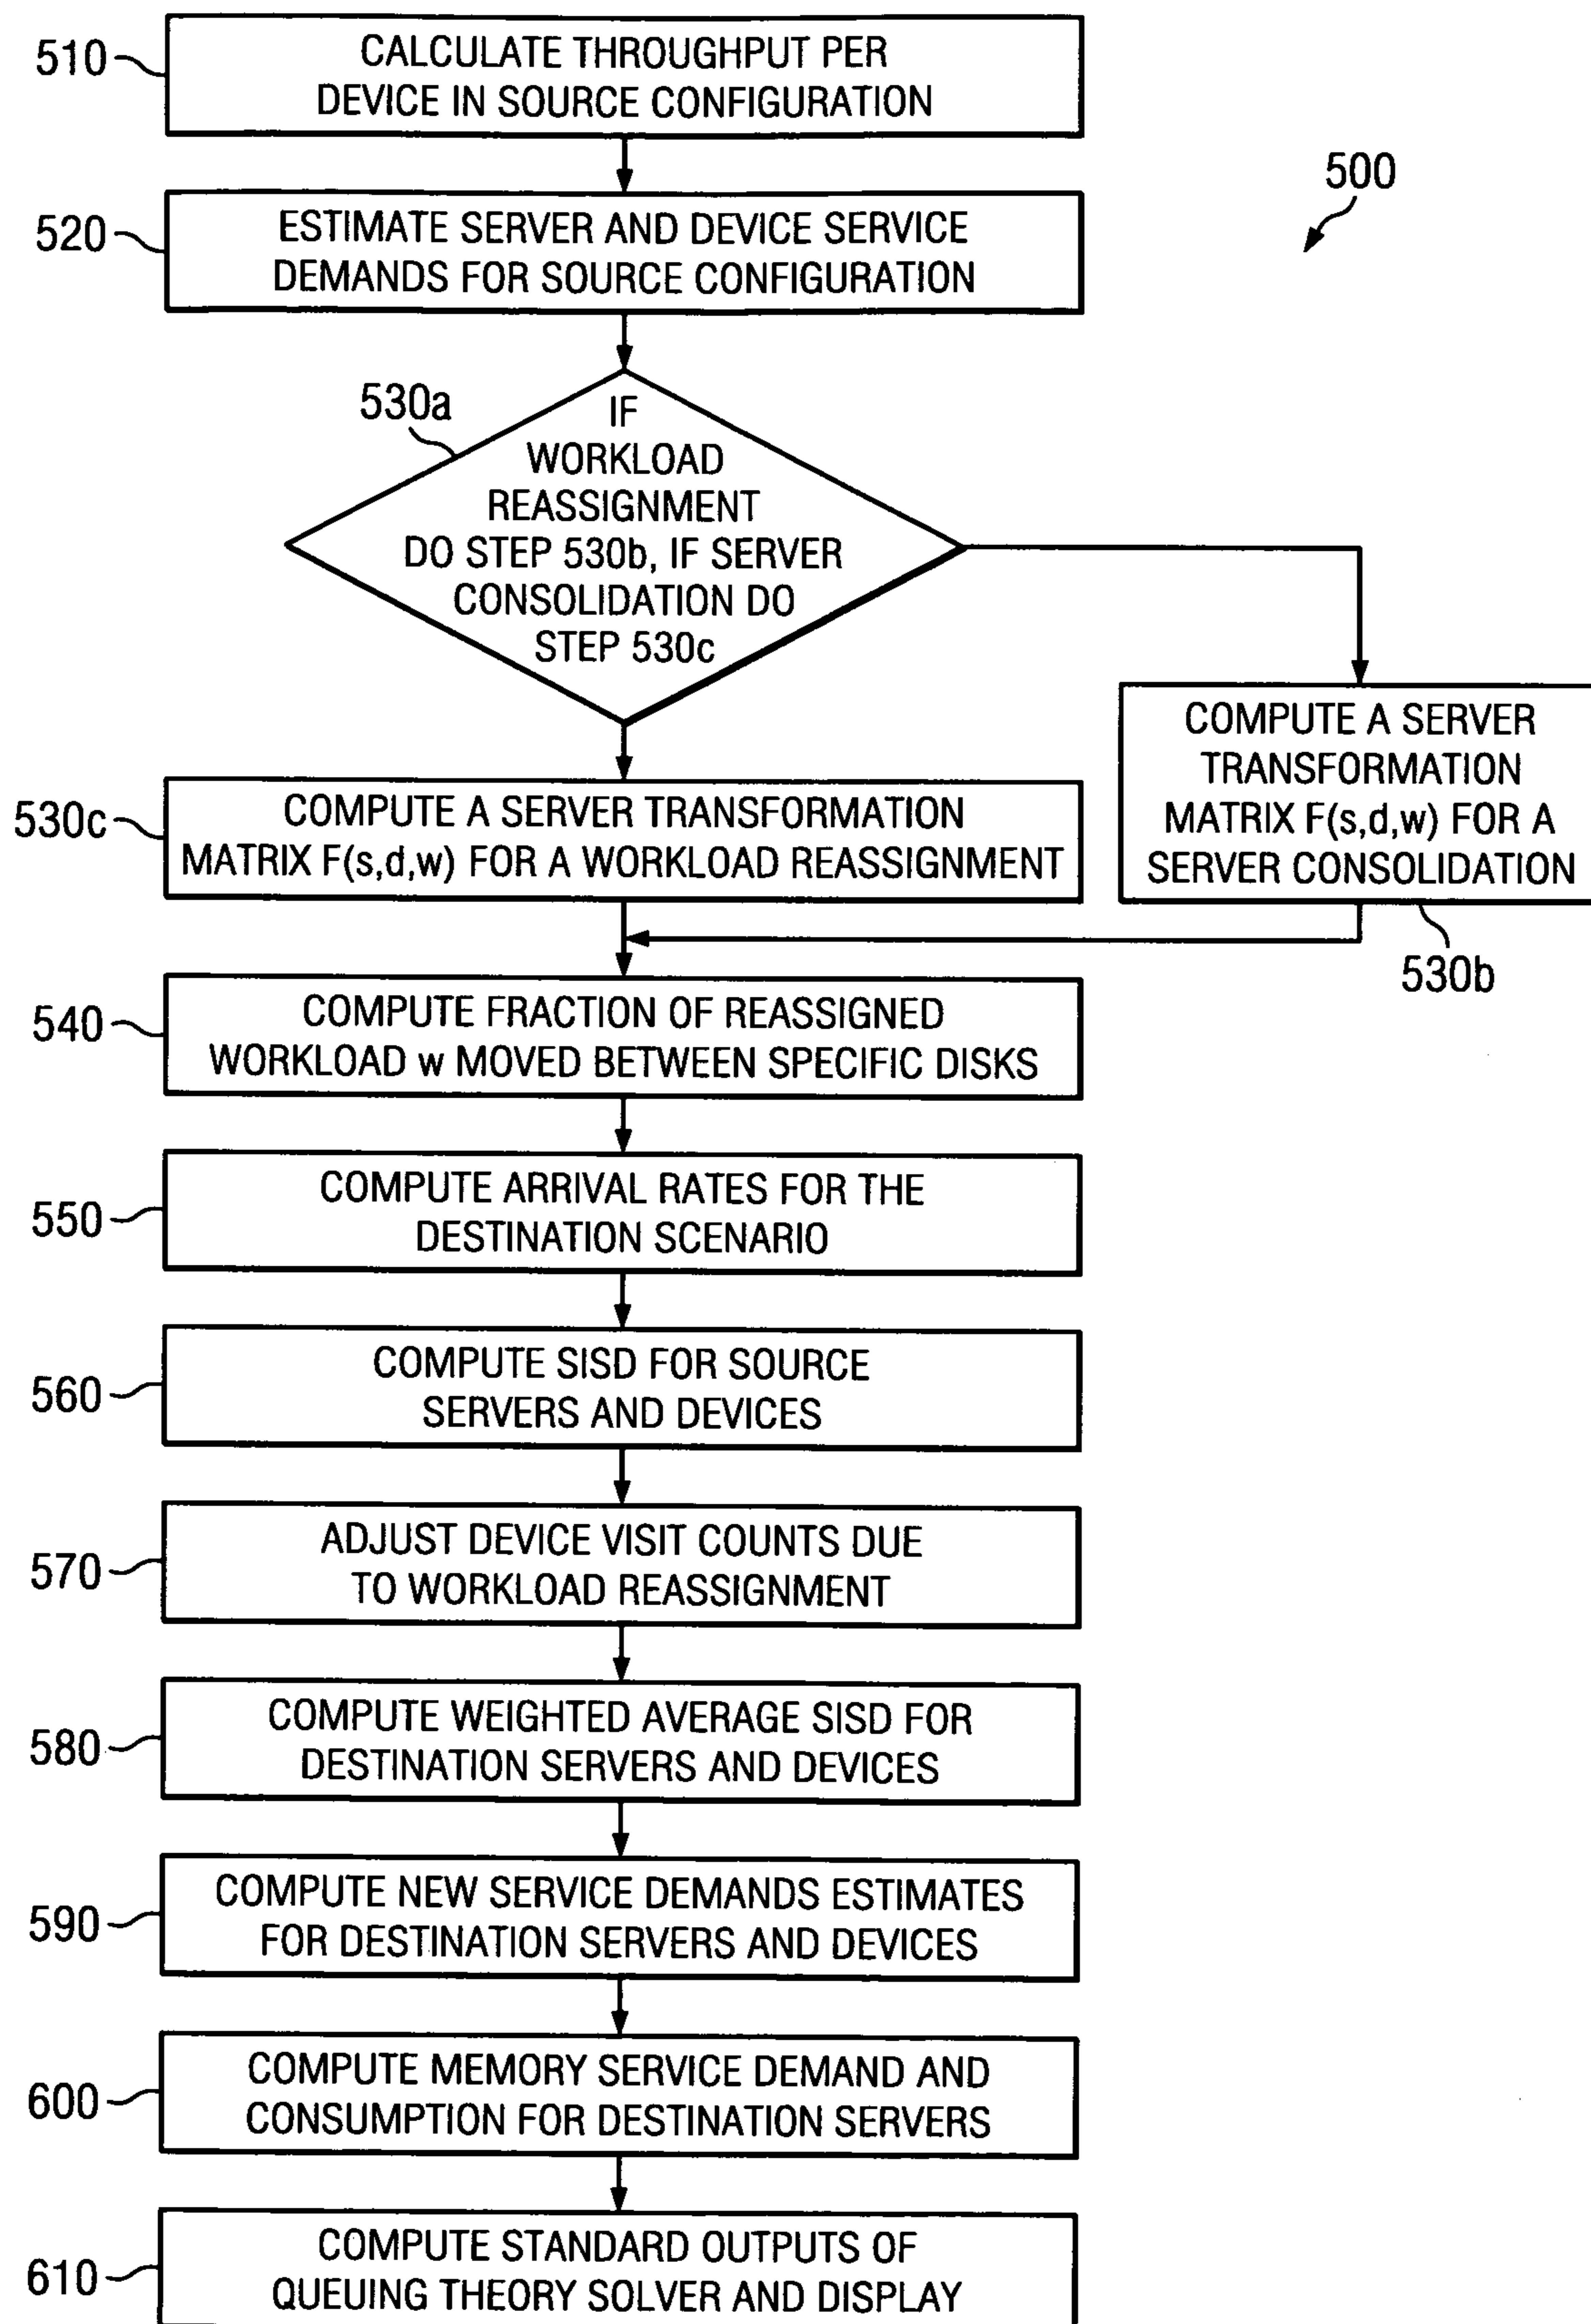 510
CALCULATE THROUGHPUT PER
DEVICE IN SOURCE CONFIGURATION
500
520
ESTIMATE SERVER AND DEVICE SERVICE
DEMANDS FOR SOURCE CONFIGURATION
530a
IF
WORKLOAD
REASSIGNMENT
DO STEP 530b, IF SERVER
CONSOLIDATION DO
STEP 530c
COMPUTE A SERVER
TRANSFORMATION
MATRIX F(s,d,w) FOR A
SERVER CONSOLIDATION
530b
530c
COMPUTE A SERVER TRANSFORMATION
MATRIX F(s,d,w) FOR A WORKLOAD REASSIGNMENT
540
COMPUTE FRACTION OF REASSIGNED
WORKLOAD w MOVED BETWEEN SPECIFIC DISKS
550
COMPUTE ARRIVAL RATES FOR THE
DESTINATION SCENARIO
560
COMPUTE SISD FOR SOURCE
SERVERS AND DEVICES
570
ADJUST DEVICE VISIT COUNTS DUE
TO WORKLOAD REASSIGNMENT
580
COMPUTE WEIGHTED AVERAGE SISD FOR
DESTINATION SERVERS AND DEVICES
590
COMPUTE NEW SERVICE DEMANDS ESTIMATES
FOR DESTINATION SERVERS AND DEVICES
600
COMPUTE MEMORY SERVICE DEMAND AND
CONSUMPTION FOR DESTINATION SERVERS
610
COMPUTE STANDARD OUTPUTS OF
QUEUING THEORY SOLVER AND DISPLAY